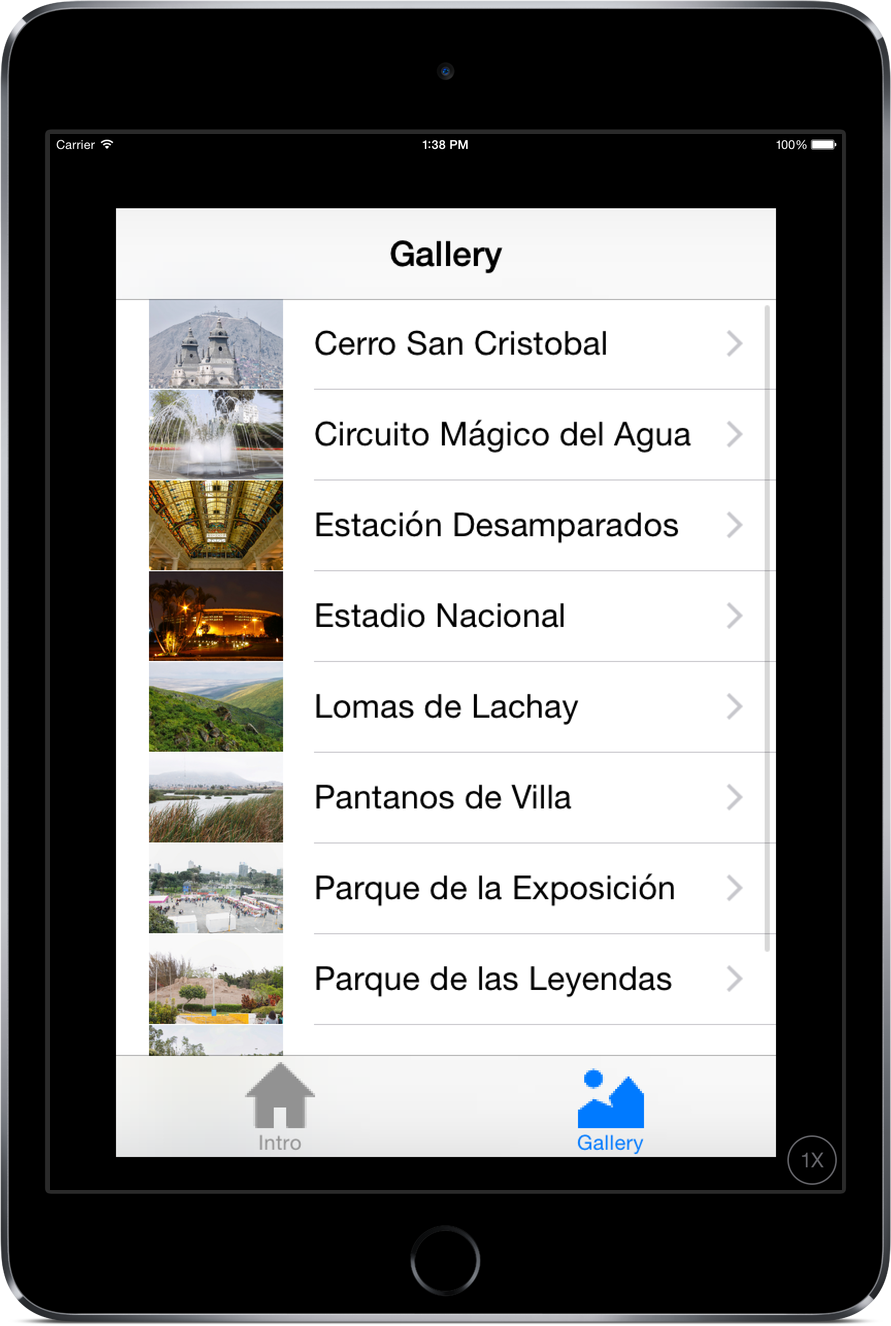 Carrier 1:38 PM 100%
Gallery
Cerro San Cristobal
Circuito Mágico del Agua
Estación Desamparados
Estadio Nacional
Lomas de Lachay
Pantanos de Villa
Parque de la Exposición
Parque de las Leyendas
Intro Gallery
1X